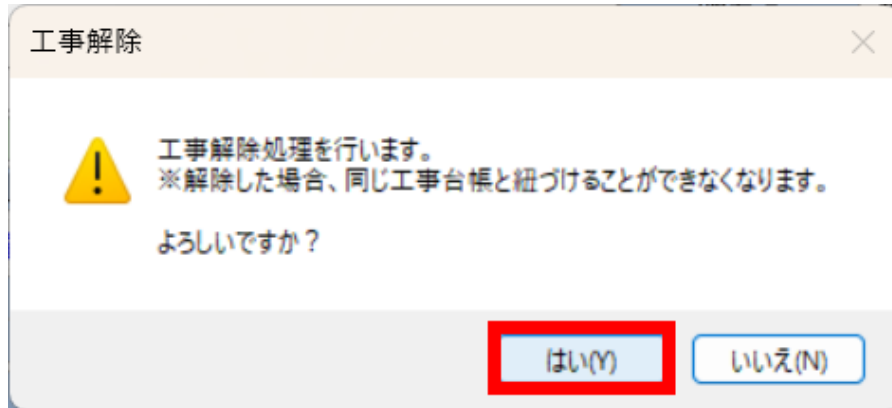 工事解除
工事解除処理を行います。
※解除した場合、同じ工事台帳と紐づけることができなくなります。
よろしいですか？
はい(Y)
いいえ(N)